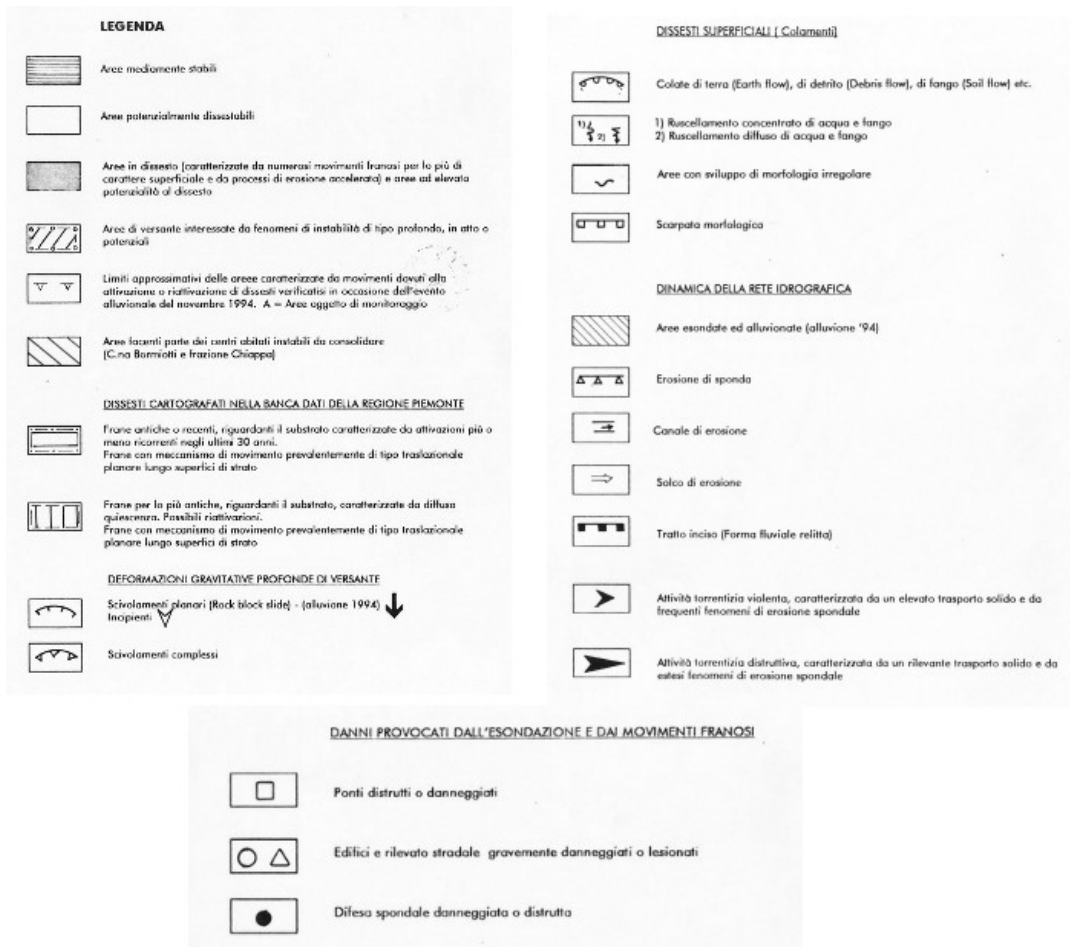 LEGENDA
Aree mediamente stabili
Aree potenzialmente dissestabili
Aree in dissesto (caratterizzate da numerosi movimenti franosi per lo più di
carattere superficiale e da processi di erosione accelerata) e aree ad elevata
potenzialità al dissesto
Aree di versante interessate da fenomeni di instabilità di tipo profondo, in atto o
potenziali
Limiti approssimativi delle areee caratterizzate da movimenti dovuti alla
attivazione o riattivazione di dissesti verificatisi in occasione dell'evento
alluvionale del novembre 1994. A = Aree oggetto di monitoraggio
Aree facenti parte dei centri abitati instabili da consolidare
(C.na Bormiotti e frazione Chiappa)
DISSESTI CARTOGRAFATI NELLA BANCA DATI DELLA REGIONE PIEMONTE
Frane antiche o recenti, riguardanti il substrato caratterizzate da attivazioni più o
meno ricorrenti negli ultimi 30 anni.
Frane con meccanismo di movimento prevalentemente di tipo traslazionale
planare lungo superfici di strato
Frane per lo più antiche, riguardanti il substrato, caratterizzate da diffusa
quiescenza. Possibili riattivazioni.
Frane con meccanismo di movimento prevalentemente di tipo traslazionale
planare lungo superfici di strato
DEFORMAZIONI GRAVITATIVE PROFONDE DI VERSANTE
Scivolamenti planari (Rock block slide) - (alluvione 1994)
Incipienti
Scivolamenti complessi
DISSESTI SUPERFICIALI ( Colamenti)
Colate di terra (Earth flow), di detrito (Debris flow), di fango (Soil flow) etc.
1) 2)
1) Ruscellamento concentrato di acqua e fango
2) Ruscellamento diffuso di acqua e fango
Aree con sviluppo di morfologia irregolare
Scarpata morfologica
DINAMICA DELLA RETE IDROGRAFICA
Aree esondate ed alluvionate (alluvione '94)
Erosione di sponda
Canale di erosione
Solco di erosione
Tratto inciso (Forma fluviale relitta)
Attività torrentizia violenta, caratterizzata da un elevato trasporto solido e da
frequenti fenomeni di erosione spondale
Attività torrentizia distruttiva, caratterizzata da un rilevante trasporto solido e da
estesi fenomeni di erosione spondale
DANNI PROVOCATI DALL'ESONDAZIONE E DAI MOVIMENTI FRANOSI
Ponti distrutti o danneggiati
Edifici e rilevato stradale gravemente danneggiati o lesionati
Difesa spondale danneggiata o distrutta